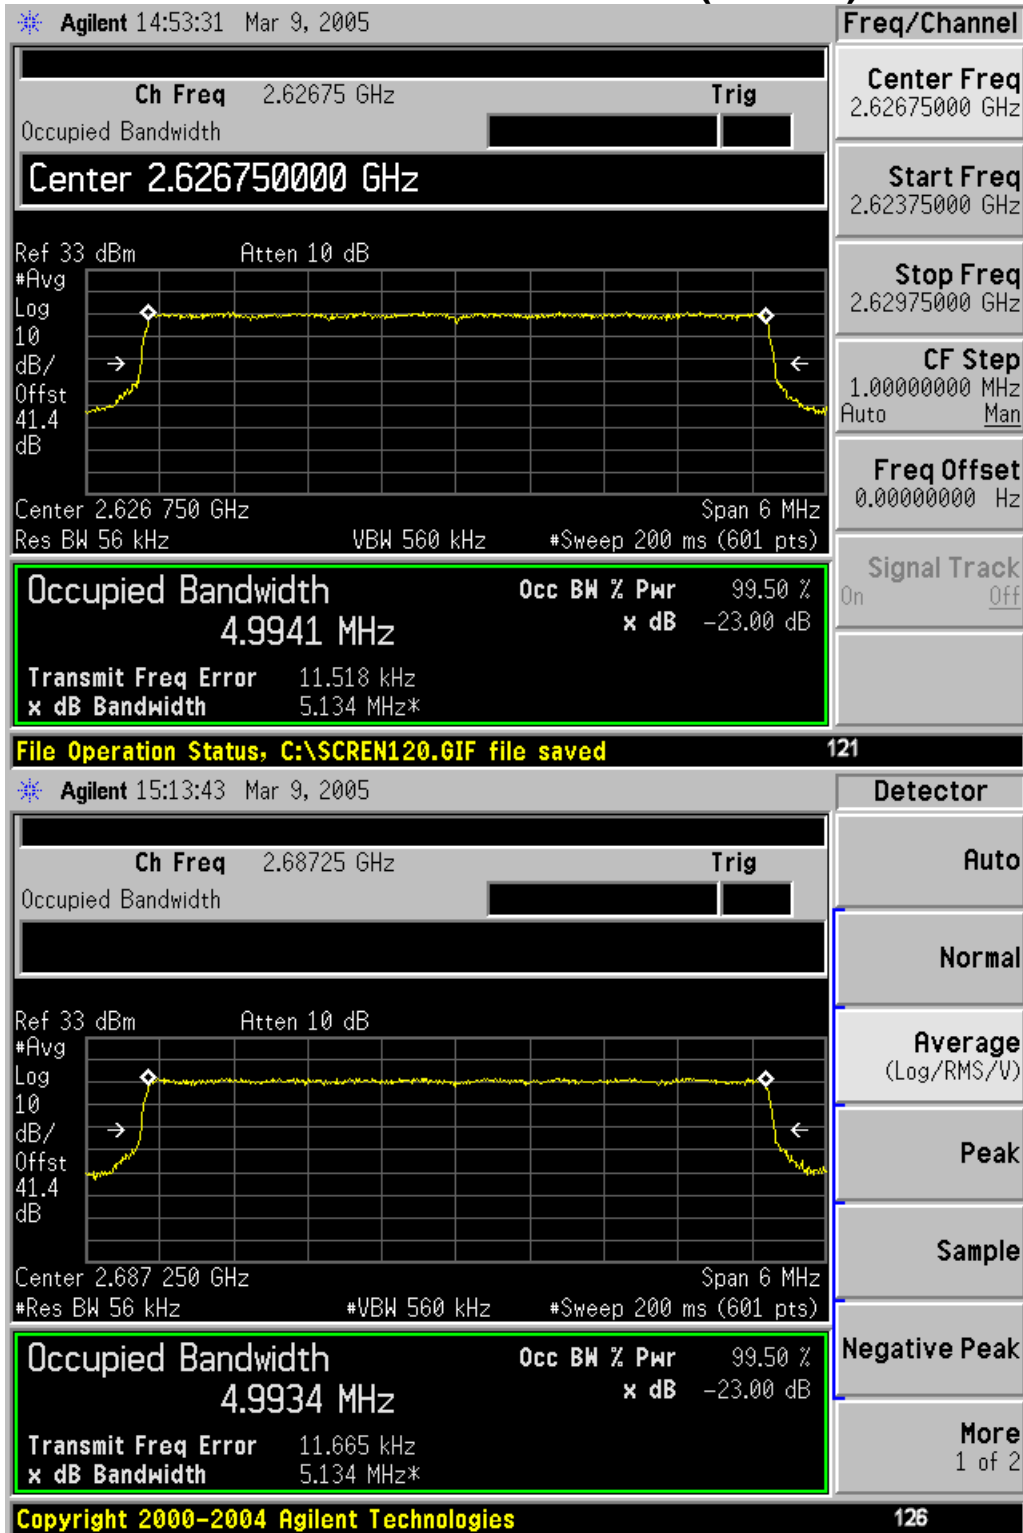 Agilent 14:53:31 Mar 9, 2005
Freq/Channel
Ch Freq 2.62675 GHz Trig
Occupied Bandwidth
Center 2.626750000 GHz
Center Freq
2.62675000 GHz
Start Freq
2.62375000 GHz
Stop Freq
2.62975000 GHz
CF Step
1.00000000 MHz
Auto Man
Freq Offset
0.00000000 Hz
Signal Track
On Off
Ref 33 dBm Atten 10 dB
#Avg
Log
10
dB/
Offst
41.4
dB
Center 2.626 750 GHz Span 6 MHz
Res BW 56 kHz VBW 560 kHz #Sweep 200 ms (601 pts)
Occupied Bandwidth Occ BW % Pwr 99.50 %
4.9941 MHz x dB -23.00 dB
Transmit Freq Error 11.518 kHz
x dB Bandwidth 5.134 MHz*
File Operation Status, C:\SCREN120.GIF file saved 121
Agilent 15:13:43 Mar 9, 2005
Detector
Ch Freq 2.68725 GHz Trig
Occupied Bandwidth
Auto
Normal
Average
(Log/RMS/V)
Peak
Sample
Negative Peak
More
1 of 2
Ref 33 dBm Atten 10 dB
#Avg
Log
10
dB/
Offst
41.4
dB
Center 2.687 250 GHz Span 6 MHz
#Res BW 56 kHz #VBW 560 kHz #Sweep 200 ms (601 pts)
Occupied Bandwidth Occ BW % Pwr 99.50 %
4.9934 MHz x dB -23.00 dB
Transmit Freq Error 11.665 kHz
x dB Bandwidth 5.134 MHz*
Copyright 2000-2004 Agilent Technologies 126